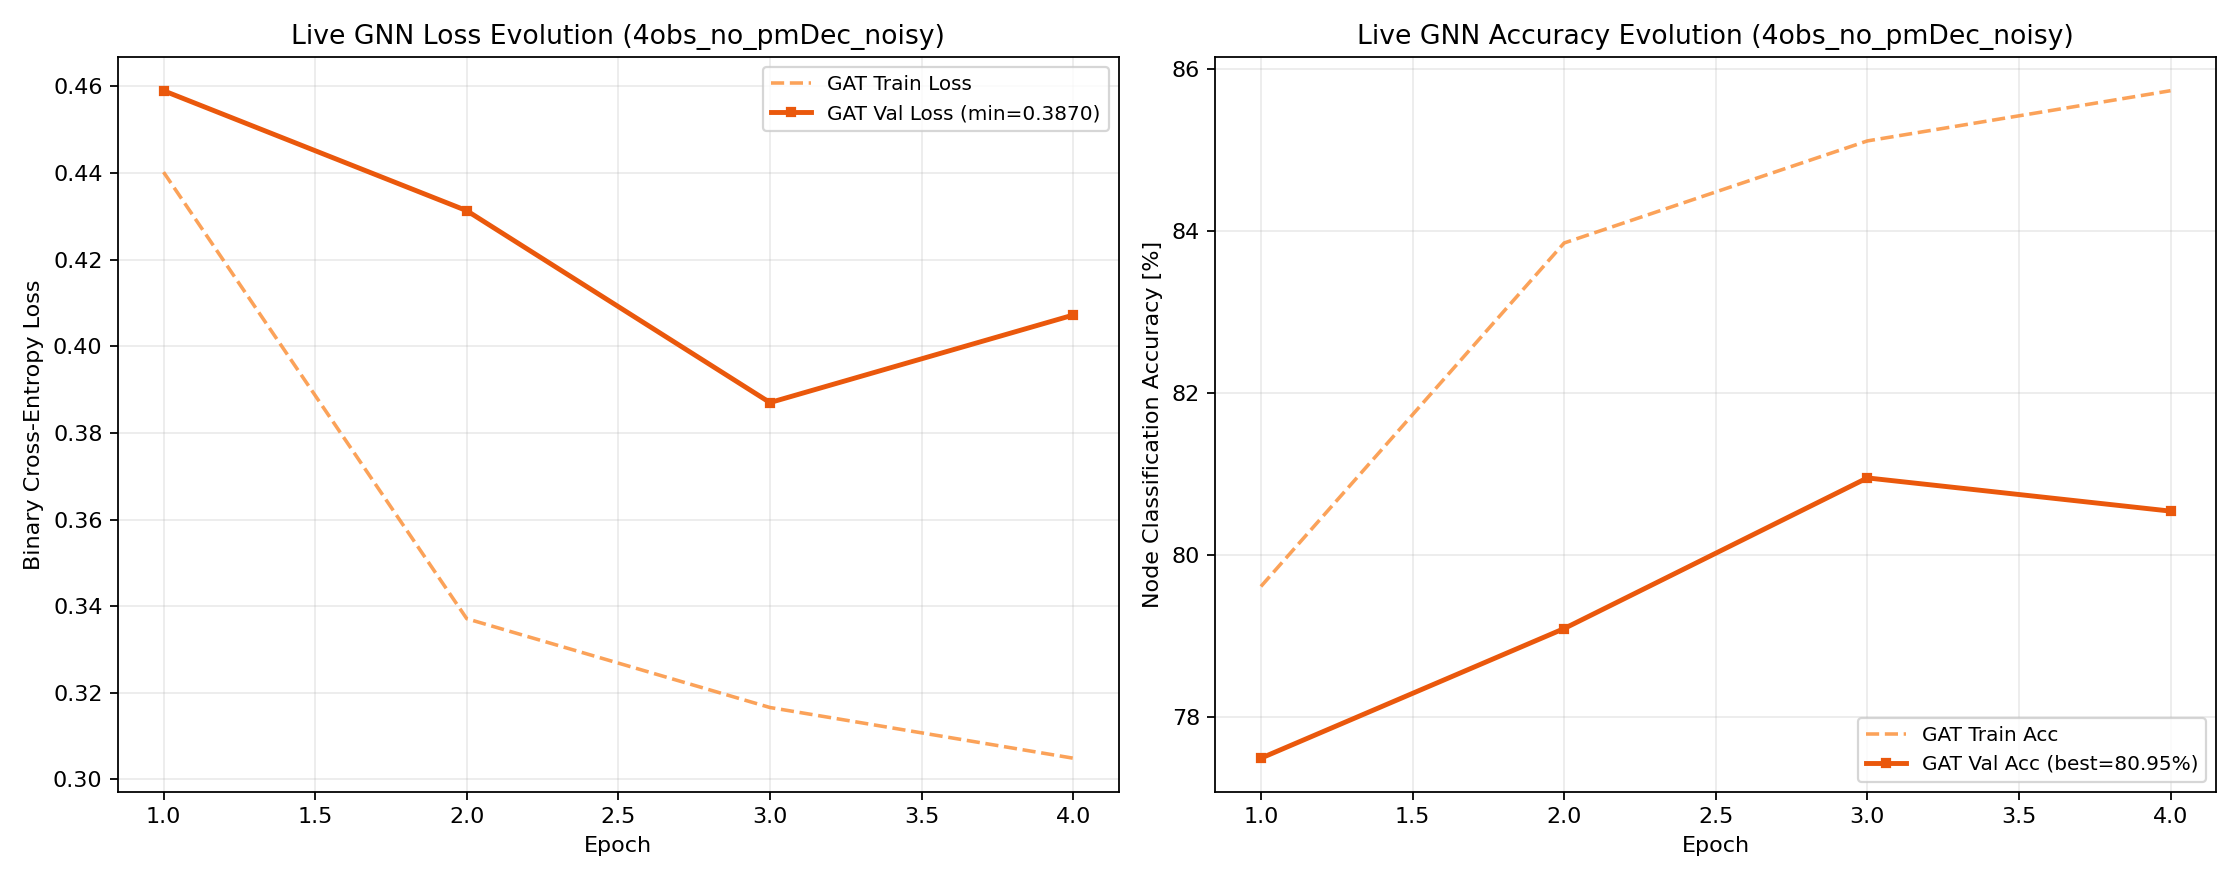 Live GNN Loss Evolution (4obs_no_pmDec_noisy)
Binary Cross-Entropy Loss
0.46
0.44
0.42
0.40
0.38
0.36
0.34
0.32
0.30
GAT Train Loss
GAT Val Loss (min=0.3870)
1.0 1.5 2.0 2.5 3.0 3.5 4.0
Epoch
Live GNN Accuracy Evolution (4obs_no_pmDec_noisy)
Node Classification Accuracy [%]
86
84
82
80
78
GAT Train Acc
GAT Val Acc (best=80.95%)
1.0 1.5 2.0 2.5 3.0 3.5 4.0
Epoch